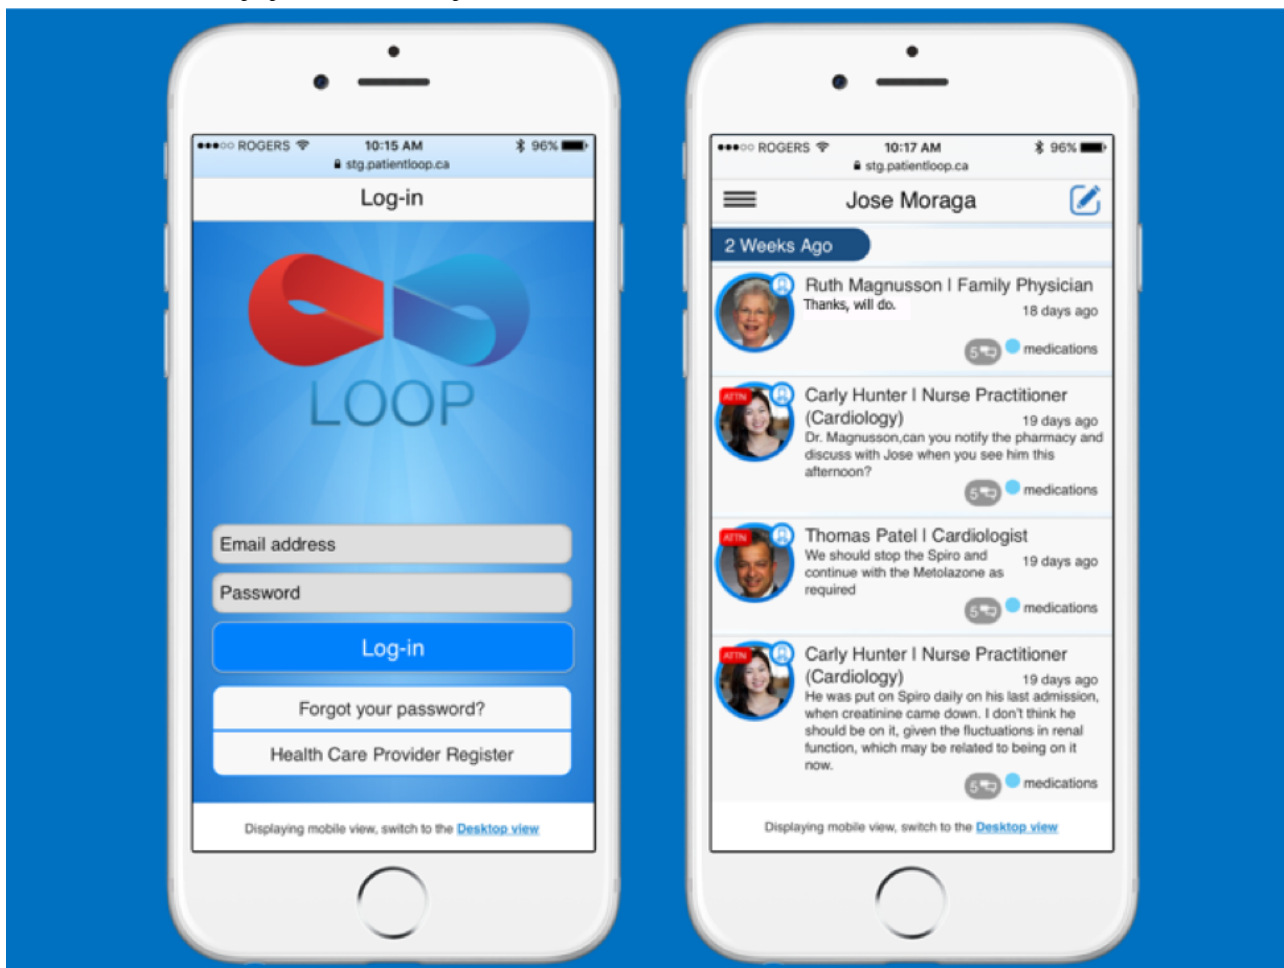 ROGERS 10:15 AM 96%
stg.patientloop.ca
Log-in
LOOP
Email address
Password
Log-in
Forgot your password?
Health Care Provider Register
Displaying mobile view, switch to the Desktop view
ROGERS 10:17 AM 96%
stg.patientloop.ca
Jose Moraga
2 Weeks Ago
Ruth Magnusson | Family Physician
Thanks, will do.
18 days ago
5 medications
ATTN
Carly Hunter | Nurse Practitioner
(Cardiology) 19 days ago
Dr. Magnusson,can you notify the pharmacy and
discuss with Jose when you see him this
afternoon?
5 medications
ATTN
Thomas Patel | Cardiologist
We should stop the Spiro and
continue with the Metolazone as
required
19 days ago
5 medications
ATTN
Carly Hunter | Nurse Practitioner
(Cardiology) 19 days ago
He was put on Spiro daily on his last admission,
when creatinine came down. I don't think he
should be on it, given the fluctuations in renal
function, which may be related to being on it
now.
5 medications
Displaying mobile view, switch to the Desktop view